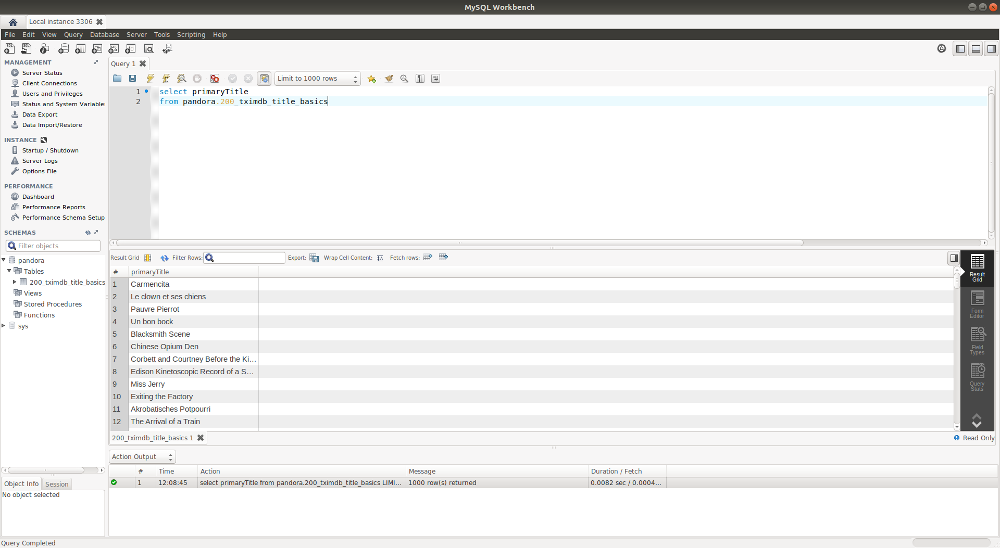 MySQL Workbench
Local instance 3306
File Edit View Query Database Server Tools Scripting Help
MANAGEMENT
Server Status
Client Connections
Users and Privileges
Status and System Variables
Data Export
Data Import/Restore
INSTANCE
Startup / Shutdown
Server Logs
Options File
PERFORMANCE
Dashboard
Performance Reports
Performance Schema Setup
SCHEMAS
Filter objects
pandora
Tables
200_tximdb_title_basics
Views
Stored Procedures
Functions
sys
Object Info Session
No object selected
Query 1
Limit to 1000 rows
1 select primaryTitle
2 from pandora.200_tximdb_title_basics
Result Grid Filter Rows: Export: Wrap Cell Content: Fetch rows:
# primaryTitle
1 Carmencita
2 Le clown et ses chiens
3 Pauvre Pierrot
4 Un bon bock
5 Blacksmith Scene
6 Chinese Opium Den
7 Corbett and Courtney Before the Ki...
8 Edison Kinetoscopic Record of a S...
9 Miss Jerry
10 Exiting the Factory
11 Akrobatisches Potpourri
12 The Arrival of a Train
Result
Grid
Form
Editor
Field
Types
Query
Stats
200_tximdb_title_basics 1
Read Only
Action Output
# Time Action Message Duration / Fetch
1 12:08:45 select primaryTitle from pandora.200_tximdb_title_basics LIMI... 1000 row(s) returned 0.0082 sec / 0.0004...
Query Completed